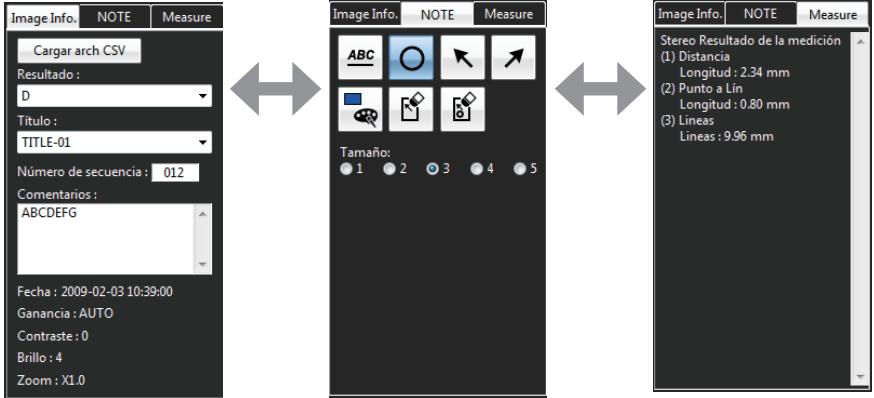 Image Info. NOTE Measure
Cargar arch CSV
Resultado :
D
Título :
TITLE-01
Número de secuencia : 012
Comentarios :
ABCDEFG
Fecha : 2009-02-03 10:39:00
Ganancia : AUTO
Contraste : 0
Brillo : 4
Zoom : X1.0
Image Info. NOTE Measure
ABC
Tamaño:
1 2 3 4 5
Image Info. NOTE Measure
Stereo Resultado de la medición
(1) Distancia
Longitud : 2.34 mm
(2) Punto a Lín
Longitud : 0.80 mm
(3) Lineas
Lineas : 9.96 mm